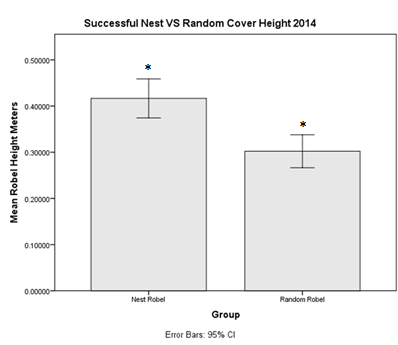 Successful Nest VS Random Cover Height 2014
Mean Robel Height Meters
0.50000
0.40000
0.30000
0.20000
0.10000
0.00000
*
*
Nest Robel
Random Robel
Group
Error Bars: 95% CI